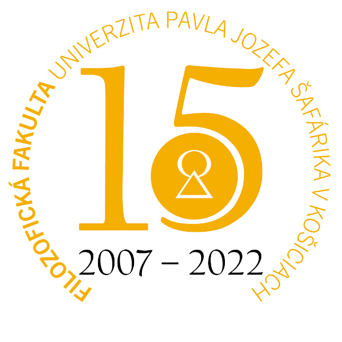 FILOZOFICKÁ FAKULTA UNIVERZITA PAVLA JOZEFA ŠAFÁRIKA V KOŠICIACH
15
2007 – 2022